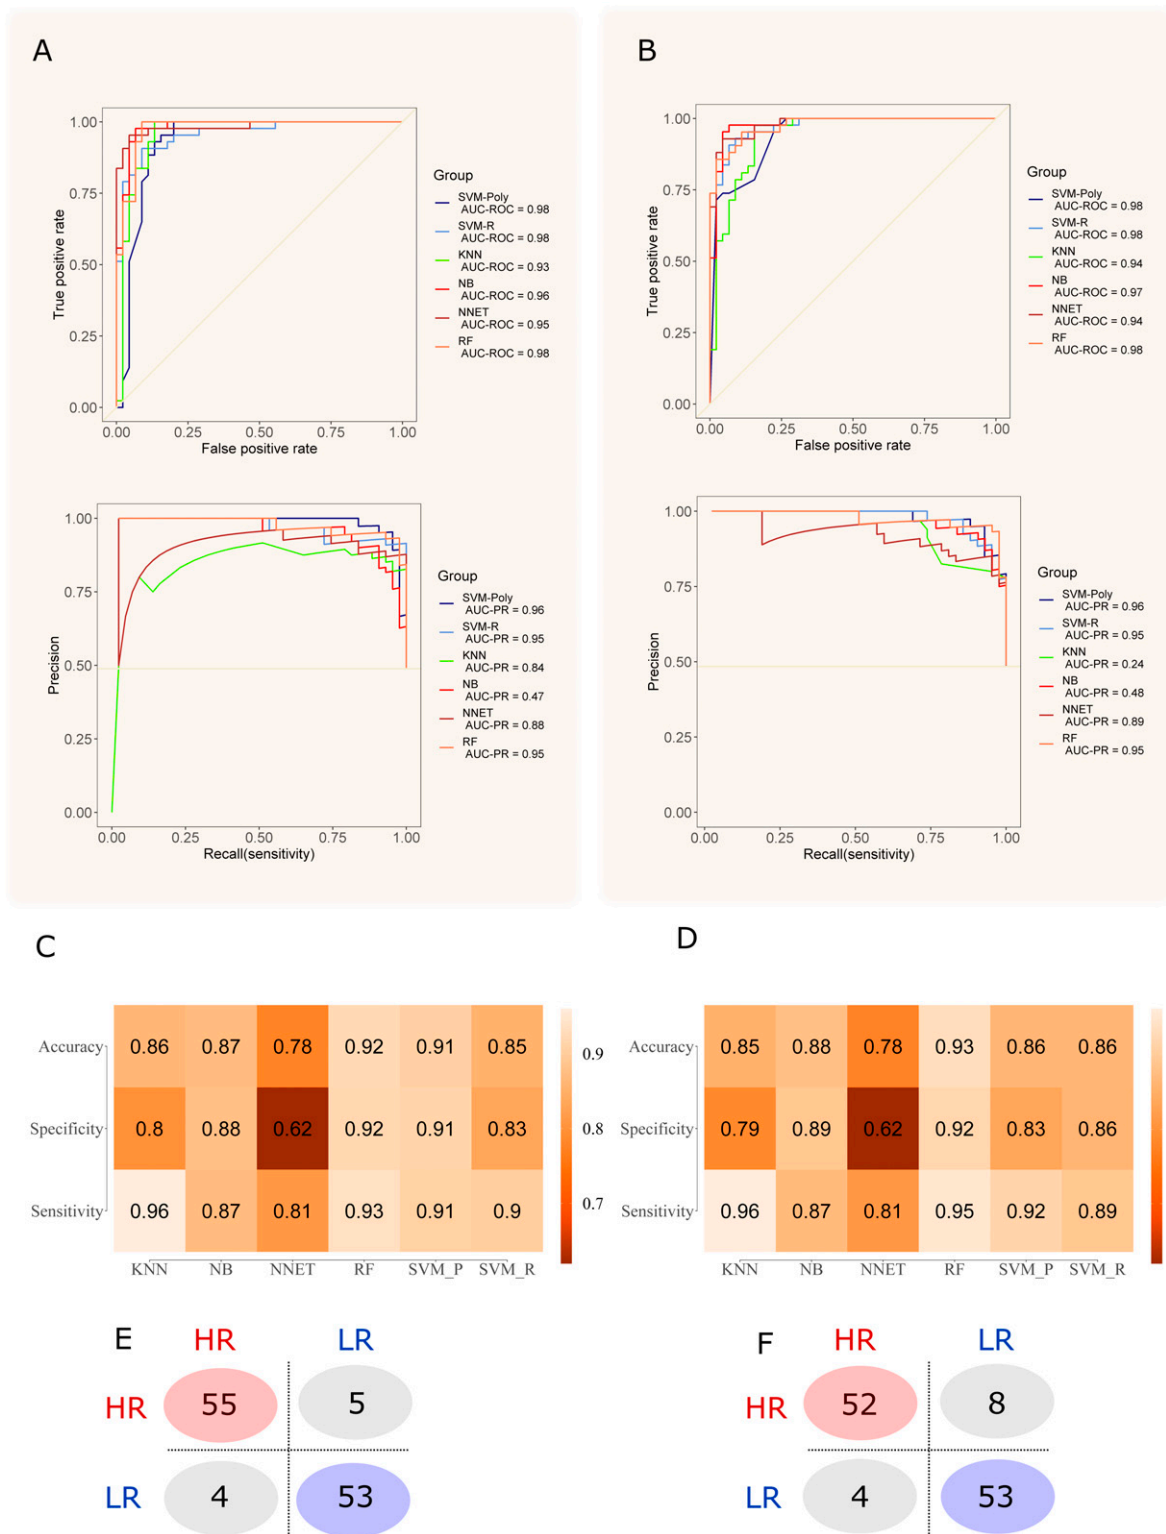 A
1.00
0.75
0.50
0.25
0.00
True positive rate
0.00 0.25 0.50 0.75 1.00
False positive rate
Group
SVM-Poly
AUC-ROC = 0.98
SVM-R
AUC-ROC = 0.98
KNN
AUC-ROC = 0.93
NB
AUC-ROC = 0.96
NNET
AUC-ROC = 0.95
RF
AUC-ROC = 0.98
1.00
0.75
0.50
0.25
0.00
Precision
0.00 0.25 0.50 0.75 1.00
Recall(sensitivity)
Group
SVM-Poly
AUC-PR = 0.96
SVM-R
AUC-PR = 0.95
KNN
AUC-PR = 0.84
NB
AUC-PR = 0.47
NNET
AUC-PR = 0.88
RF
AUC-PR = 0.95
B
1.00
0.75
0.50
0.25
0.00
True positive rate
0.00 0.25 0.50 0.75 1.00
False positive rate
Group
SVM-Poly
AUC-ROC = 0.98
SVM-R
AUC-ROC = 0.98
KNN
AUC-ROC = 0.94
NB
AUC-ROC = 0.97
NNET
AUC-ROC = 0.94
RF
AUC-ROC = 0.98
1.00
0.75
0.50
0.25
0.00
Precision
0.00 0.25 0.50 0.75 1.00
Recall(sensitivity)
Group
SVM-Poly
AUC-PR = 0.96
SVM-R
AUC-PR = 0.95
KNN
AUC-PR = 0.24
NB
AUC-PR = 0.48
NNET
AUC-PR = 0.89
RF
AUC-PR = 0.95
C
Accuracy 0.86 0.87 0.78 0.92 0.91 0.85
Specificity 0.8 0.88 0.62 0.92 0.91 0.83
Sensitivity 0.96 0.87 0.81 0.93 0.91 0.9
KNN NB NNET RF SVM_P SVM_R
0.9
0.8
0.7
D
Accuracy 0.85 0.88 0.78 0.93 0.86 0.86
Specificity 0.79 0.89 0.62 0.92 0.83 0.86
Sensitivity 0.96 0.87 0.81 0.95 0.92 0.89
KNN NB NNET RF SVM_P SVM_R
E
HR LR
HR 55 5
LR 4 53
F
HR LR
HR 52 8
LR 4 53